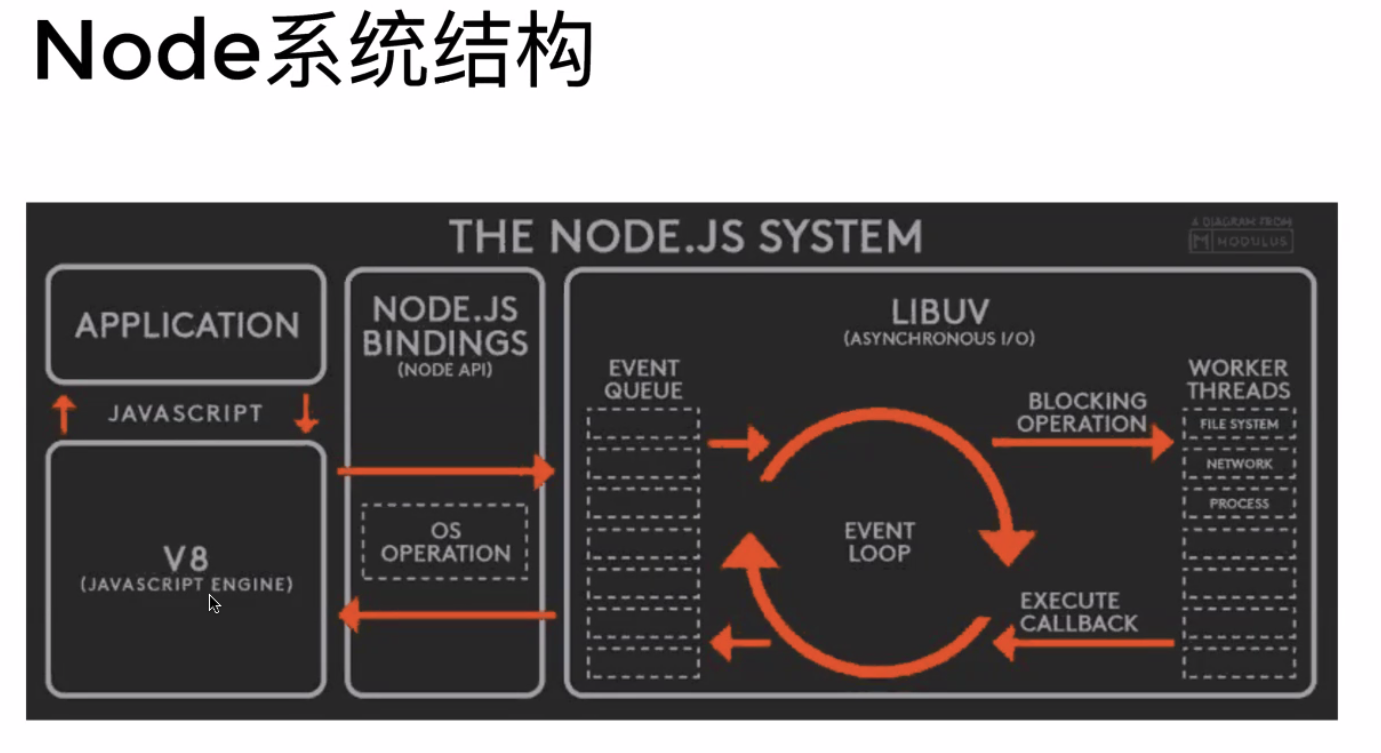 Node系统结构
THE NODE.JS SYSTEM
A DIAGRAM FROM
MODULUS
APPLICATION
JAVASCRIPT
V8
(JAVASCRIPT ENGINE)
NODE.JS
BINDINGS
(NODE API)
OS
OPERATION
LIBUV
(ASYNCHRONOUS I/O)
EVENT
QUEUE
EVENT
LOOP
BLOCKING
OPERATION
EXECUTE
CALLBACK
WORKER
THREADS
FILE SYSTEM
NETWORK
PROCESS